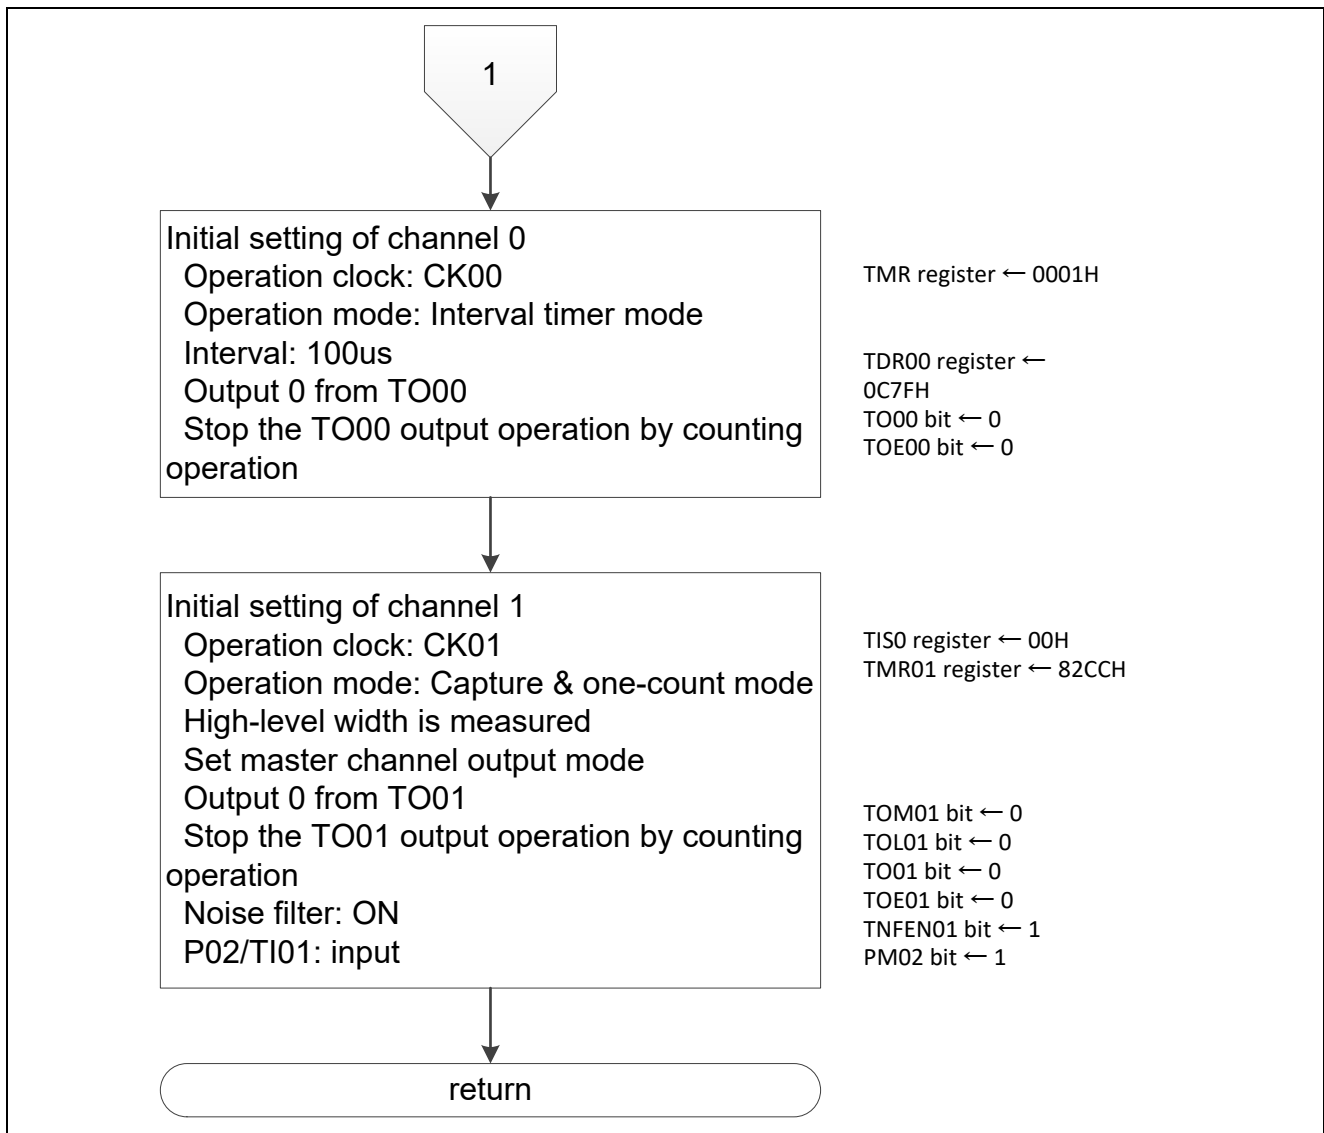 1
Initial setting of channel 0
Operation clock: CK00
Operation mode: Interval timer mode
Interval: 100us
Output 0 from TO00
Stop the TO00 output operation by counting
operation
TMR register ← 0001H
TDR00 register ←
0C7FH
TO00 bit ← 0
TOE00 bit ← 0
Initial setting of channel 1
Operation clock: CK01
Operation mode: Capture & one-count mode
High-level width is measured
Set master channel output mode
Output 0 from TO01
Stop the TO01 output operation by counting
operation
Noise filter: ON
P02/TI01: input
TIS0 register ← 00H
TMR01 register ← 82CCH
TOM01 bit ← 0
TOL01 bit ← 0
TO01 bit ← 0
TOE01 bit ← 0
TNFEN01 bit ← 1
PM02 bit ← 1
return